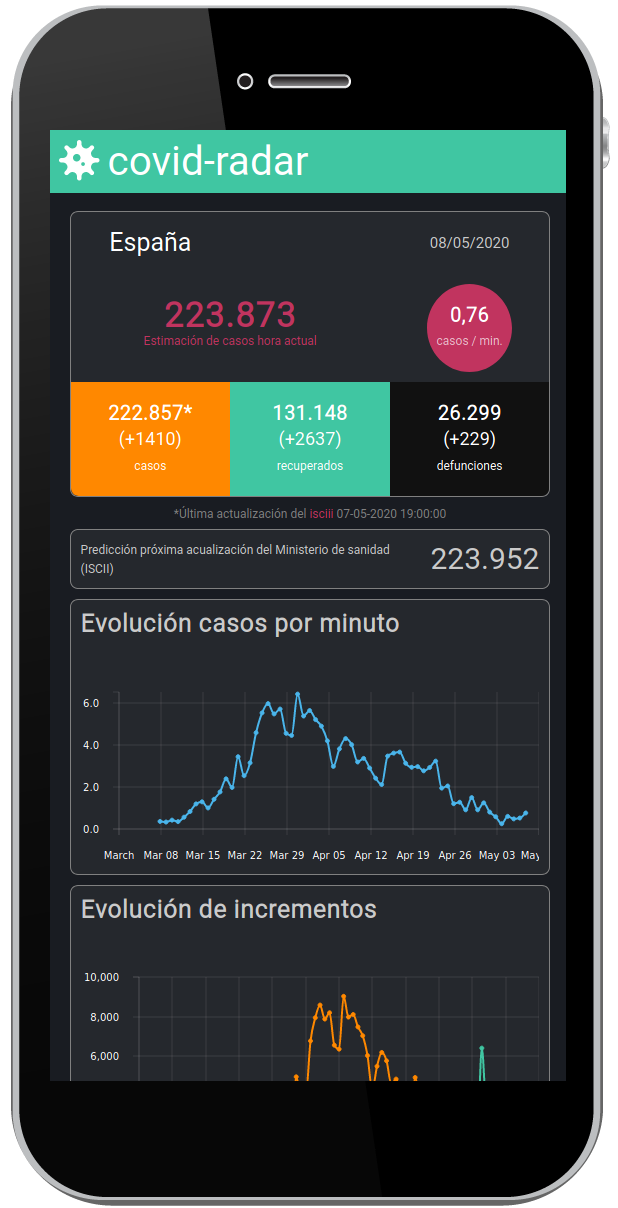 covid-radar
España
08/05/2020
223.873
Estimación de casos hora actual
0,76
casos / min.
222.857*
(+1410)
casos
131.148
(+2637)
recuperados
26.299
(+229)
defunciones
*Última actualización del isciii 07-05-2020 19:00:00
Predicción próxima acualización del Ministerio de sanidad
(ISCII)
223.952
Evolución casos por minuto
6.0
4.0
2.0
0.0
March Mar 08 Mar 15 Mar 22 Mar 29 Apr 05 Apr 12 Apr 19 Apr 26 May 03 May
Evolución de incrementos
10,000
8,000
6,000